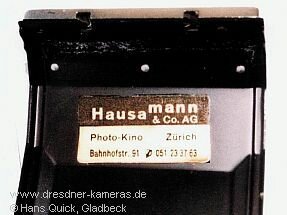 Hausamann
& Co. AG
Photo-Kino Zürich
Bahnhofstr. 91 ✆ 051 23 37 63
www.dresdner-kameras.de
© Hans Quick, Gladbeck